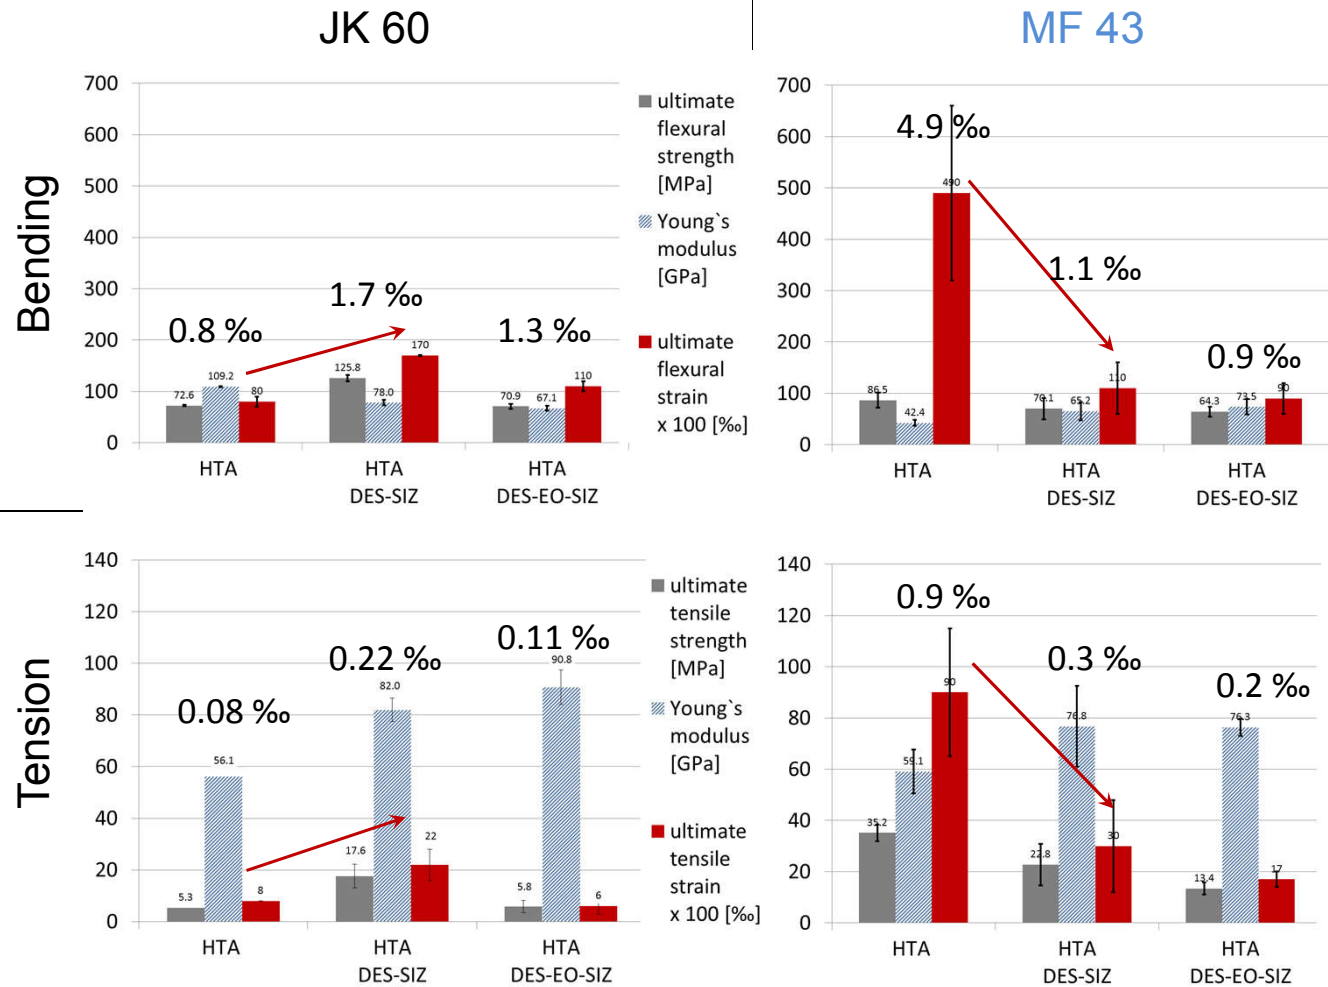 JK 60
MF 43
Bending
700
600
500
400
300
200
100
0
0.8 ‰
1.7 ‰
1.3 ‰
72.6
109.2
80
125.8
78.0
170
70.9
67.1
110
HTA
HTA
DES-SIZ
HTA
DES-EO-SIZ
ultimate
flexural
strength
[MPa]
Young`s
modulus
[GPa]
ultimate
flexural
strain
x 100 [‰]
700
600
500
400
300
200
100
0
4.9 ‰
1.1 ‰
0.9 ‰
86.5
42.4
490
70.1
65.2
110
64.3
73.5
90
HTA
HTA
DES-SIZ
HTA
DES-EO-SIZ
Tension
140
120
100
80
60
40
20
0
0.08 ‰
0.22 ‰
0.11 ‰
5.3
56.1
8
17.6
82.0
22
5.8
90.8
6
HTA
HTA
DES-SIZ
HTA
DES-EO-SIZ
ultimate
tensile
strength
[MPa]
Young`s
modulus
[GPa]
ultimate
tensile
strain
x 100 [‰]
140
120
100
80
60
40
20
0
0.9 ‰
0.3 ‰
0.2 ‰
35.2
59.1
90
22.8
76.8
30
13.4
76.3
17
HTA
HTA
DES-SIZ
HTA
DES-EO-SIZ